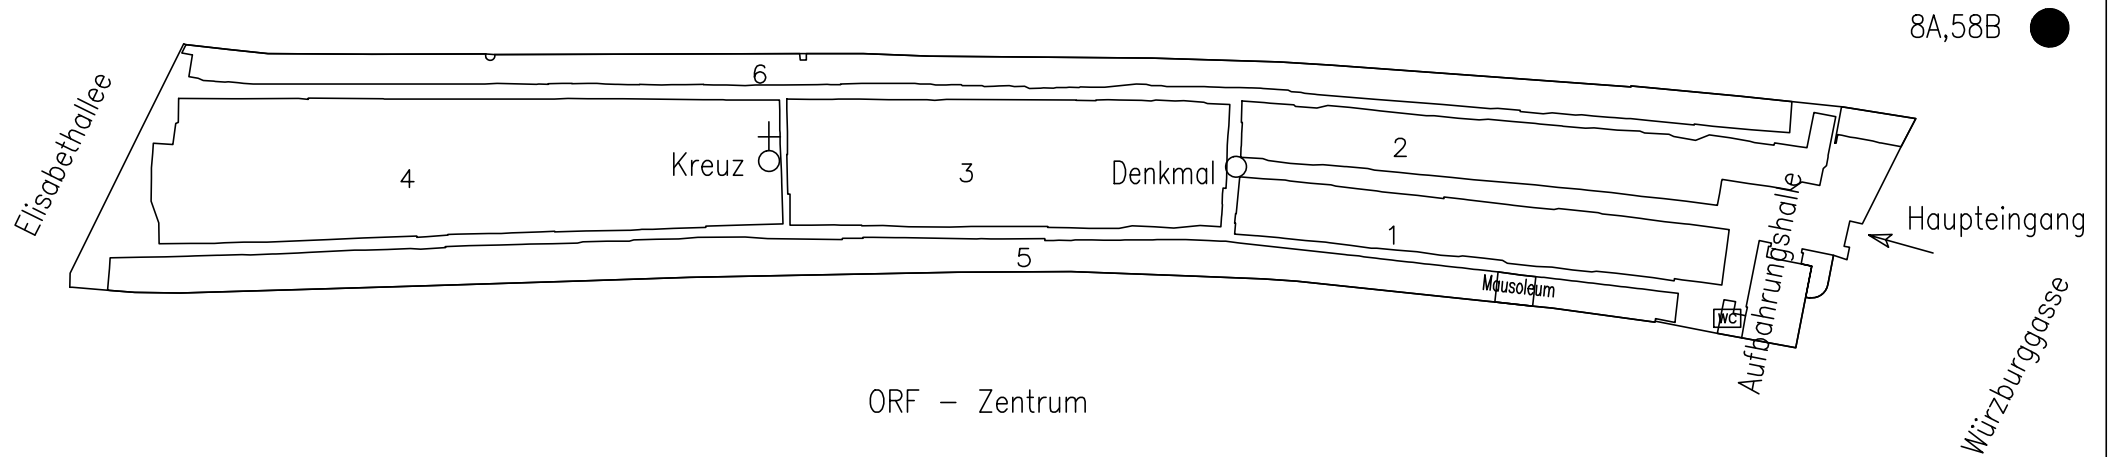 8A,58B
6
Elisabethallee
Kreuz
4
3
Denkmal
2
1
Haupteingang
Aufbahrungshalle
5
Mausoleum
WC
Würzburggasse
ORF - Zentrum